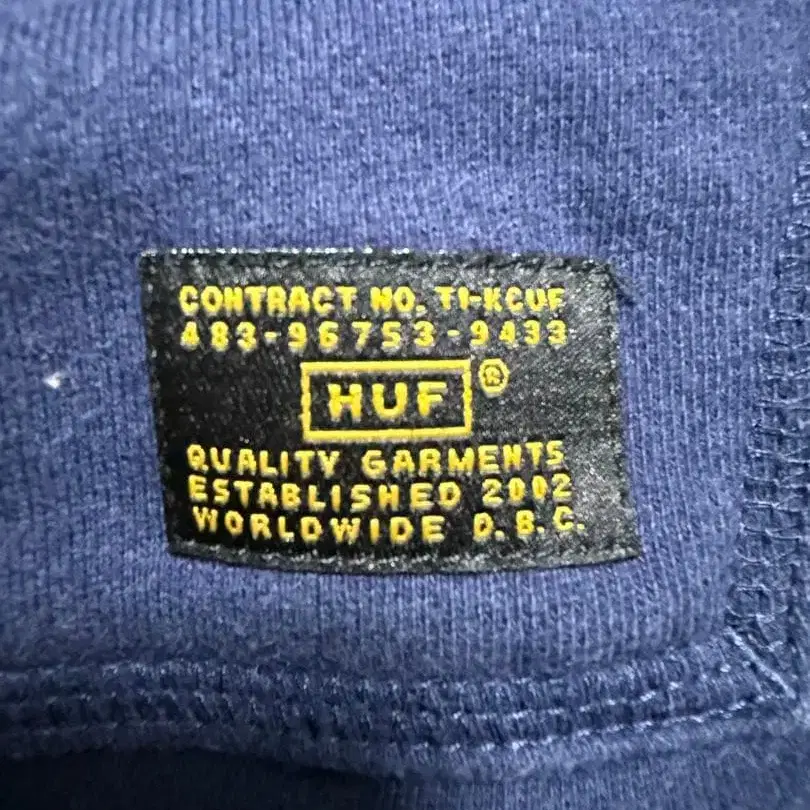 CONTRACT NO. TI-KCUF
483-96753-9433
HUF®
QUALITY GARMENTS
ESTABLISHED 2002
WORLDWIDE D.B.C.